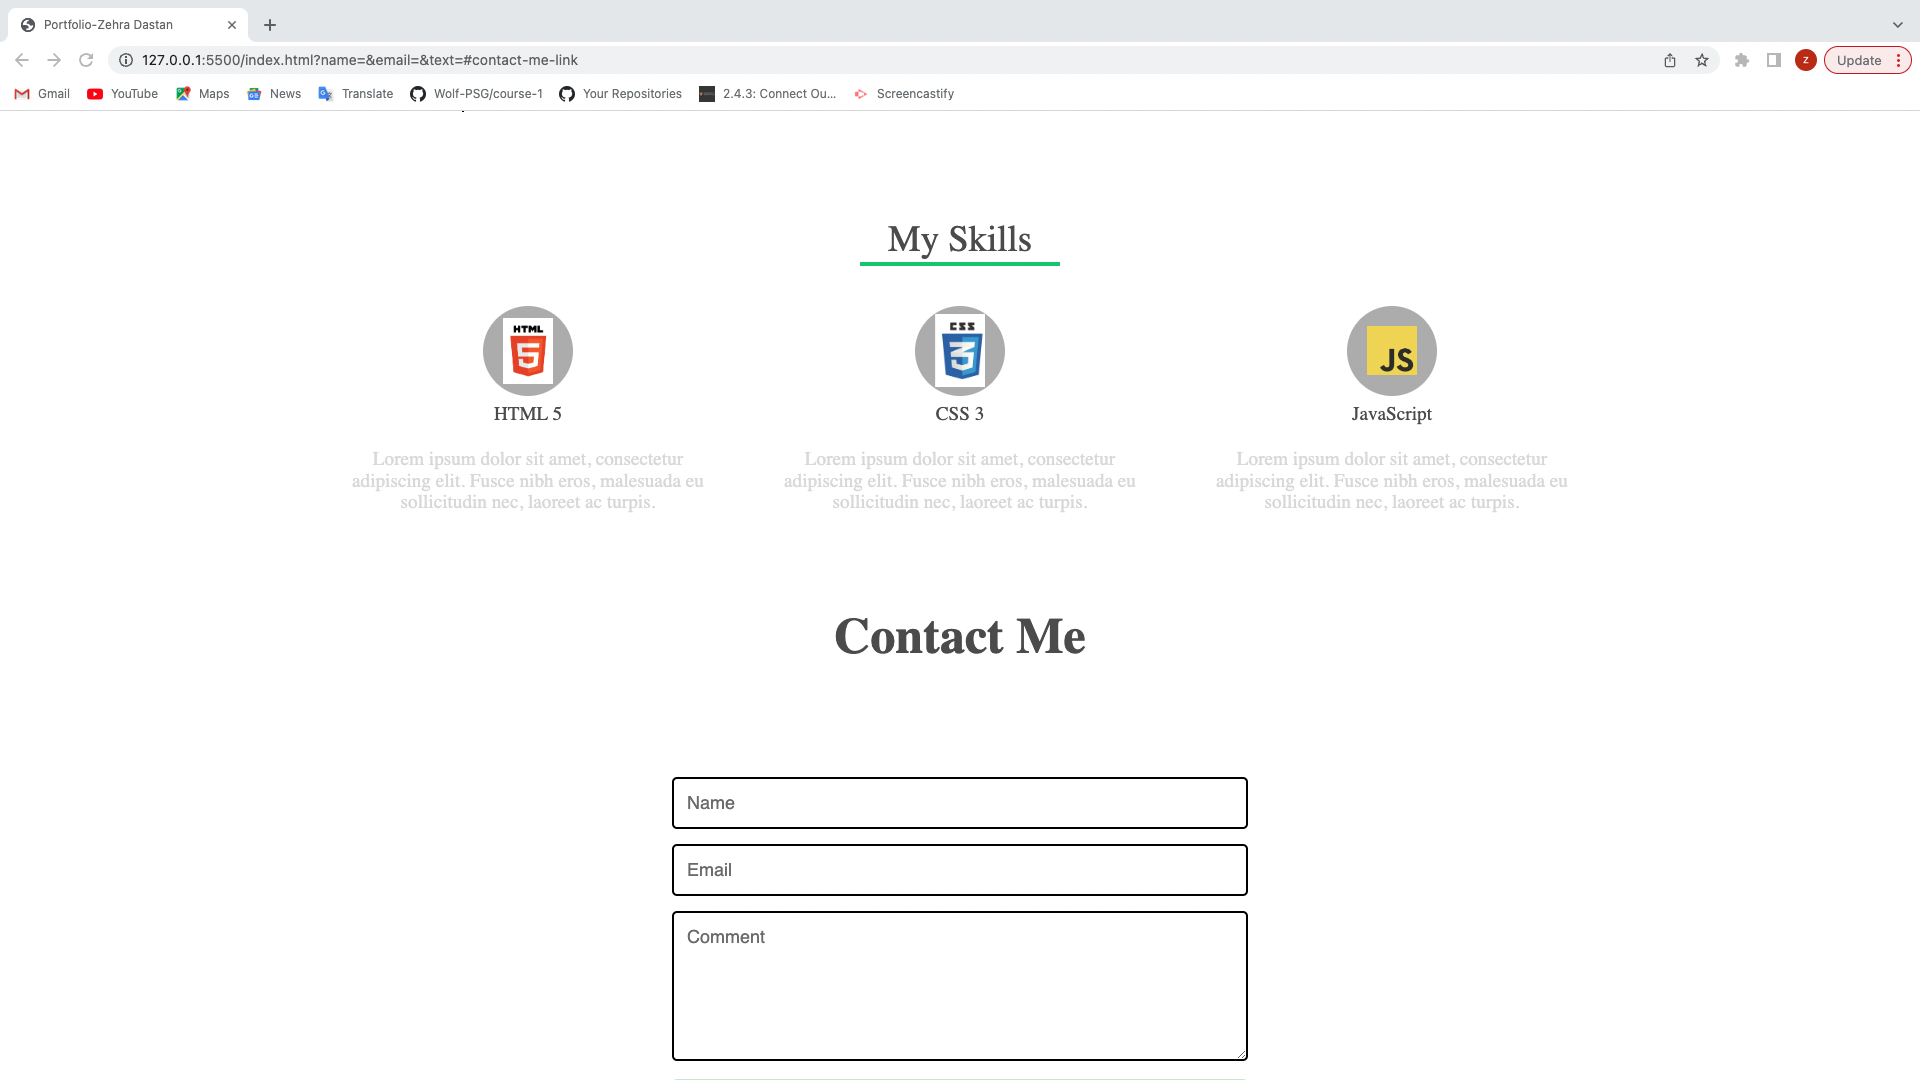 Portfolio-Zehra Dastan
127.0.0.1:5500/index.html?name=&email=&text=#contact-me-link
Z
Update
Gmail
YouTube
Maps
News
Translate
Wolf-PSG/course-1
Your Repositories
2.4.3: Connect Ou...
Screencastify
My Skills
HTML
5
CSS
3
JS
HTML 5
CSS 3
JavaScript
Lorem ipsum dolor sit amet, consectetur
adipiscing elit. Fusce nibh eros, malesuada eu
sollicitudin nec, laoreet ac turpis.
Lorem ipsum dolor sit amet, consectetur
adipiscing elit. Fusce nibh eros, malesuada eu
sollicitudin nec, laoreet ac turpis.
Lorem ipsum dolor sit amet, consectetur
adipiscing elit. Fusce nibh eros, malesuada eu
sollicitudin nec, laoreet ac turpis.
Contact Me
Name
Email
Comment